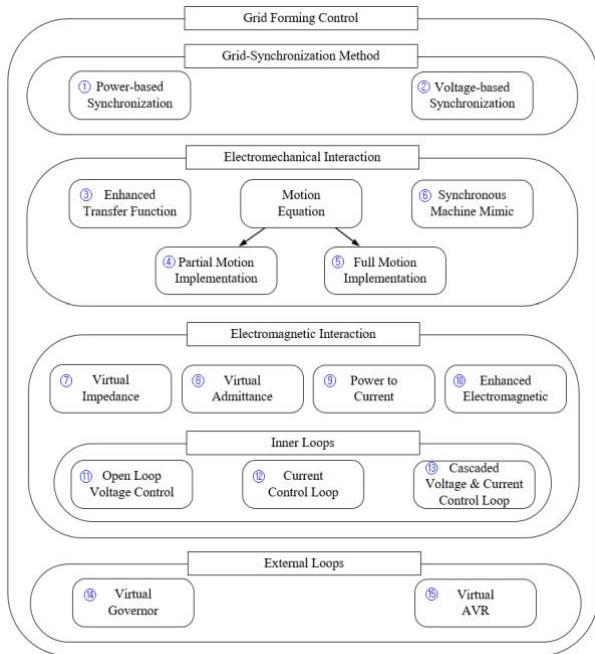 Grid Forming Control
Grid-Synchronization Method
① Power-based
Synchronization
② Voltage-based
Synchronization
Electromechanical Interaction
③ Enhanced
Transfer Function
Motion
Equation
⑥ Synchronous
Machine Mimic
④ Partial Motion
Implementation
⑤ Full Motion
Implementation
Electromagnetic Interaction
⑦ Virtual
Impedance
⑧ Virtual
Admittance
⑨ Power to
Current
⑩ Enhanced
Electromagnetic
Inner Loops
⑪ Open Loop
Voltage Control
⑫ Current
Control Loop
⑬ Cascaded
Voltage & Current
Control Loop
External Loops
⑭ Virtual
Governor
⑮ Virtual
AVR